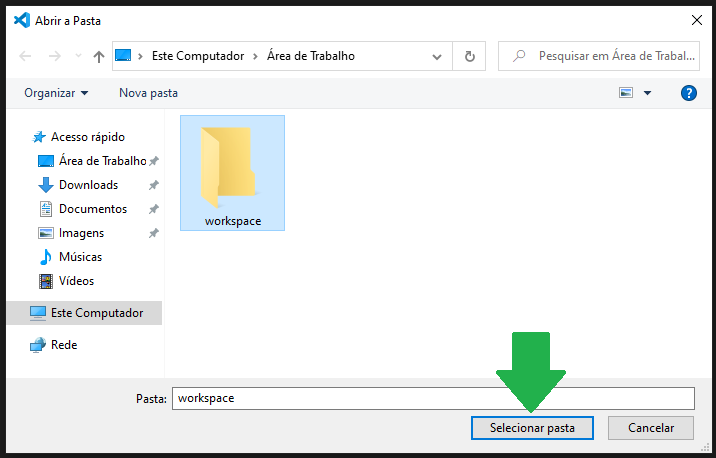 Abrir a Pasta
Este Computador Área de Trabalho
Pesquisar em Área de Trabal...
Organizar Nova pasta
?
Acesso rápido
Área de Trabalho
Downloads
Documentos
Imagens
Músicas
Vídeos
Este Computador
Rede
workspace
Pasta: workspace
Selecionar pasta Cancelar